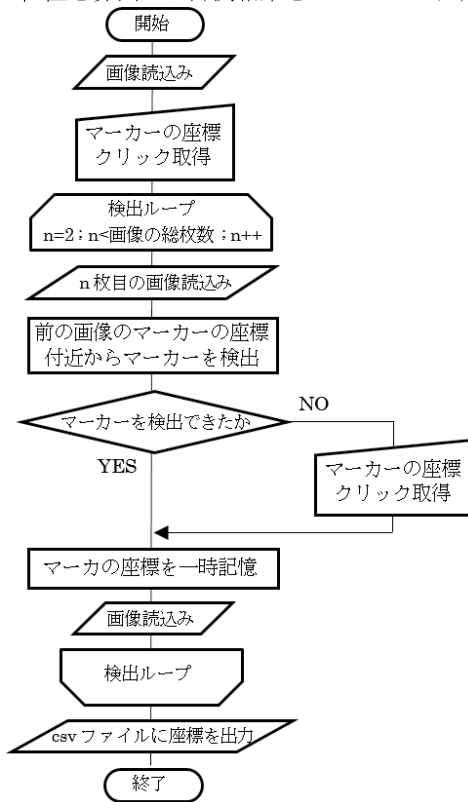 開始
画像読込み
マーカーの座標
クリック取得
検出ループ
n=2；n<画像の総枚数；n++
n枚目の画像読込み
前の画像のマーカーの座標
付近からマーカーを検出
マーカーを検出できたか
NO
YES
マーカーの座標
クリック取得
マーカの座標を一時記憶
画像読込み
検出ループ
csvファイルに座標を出力
終了